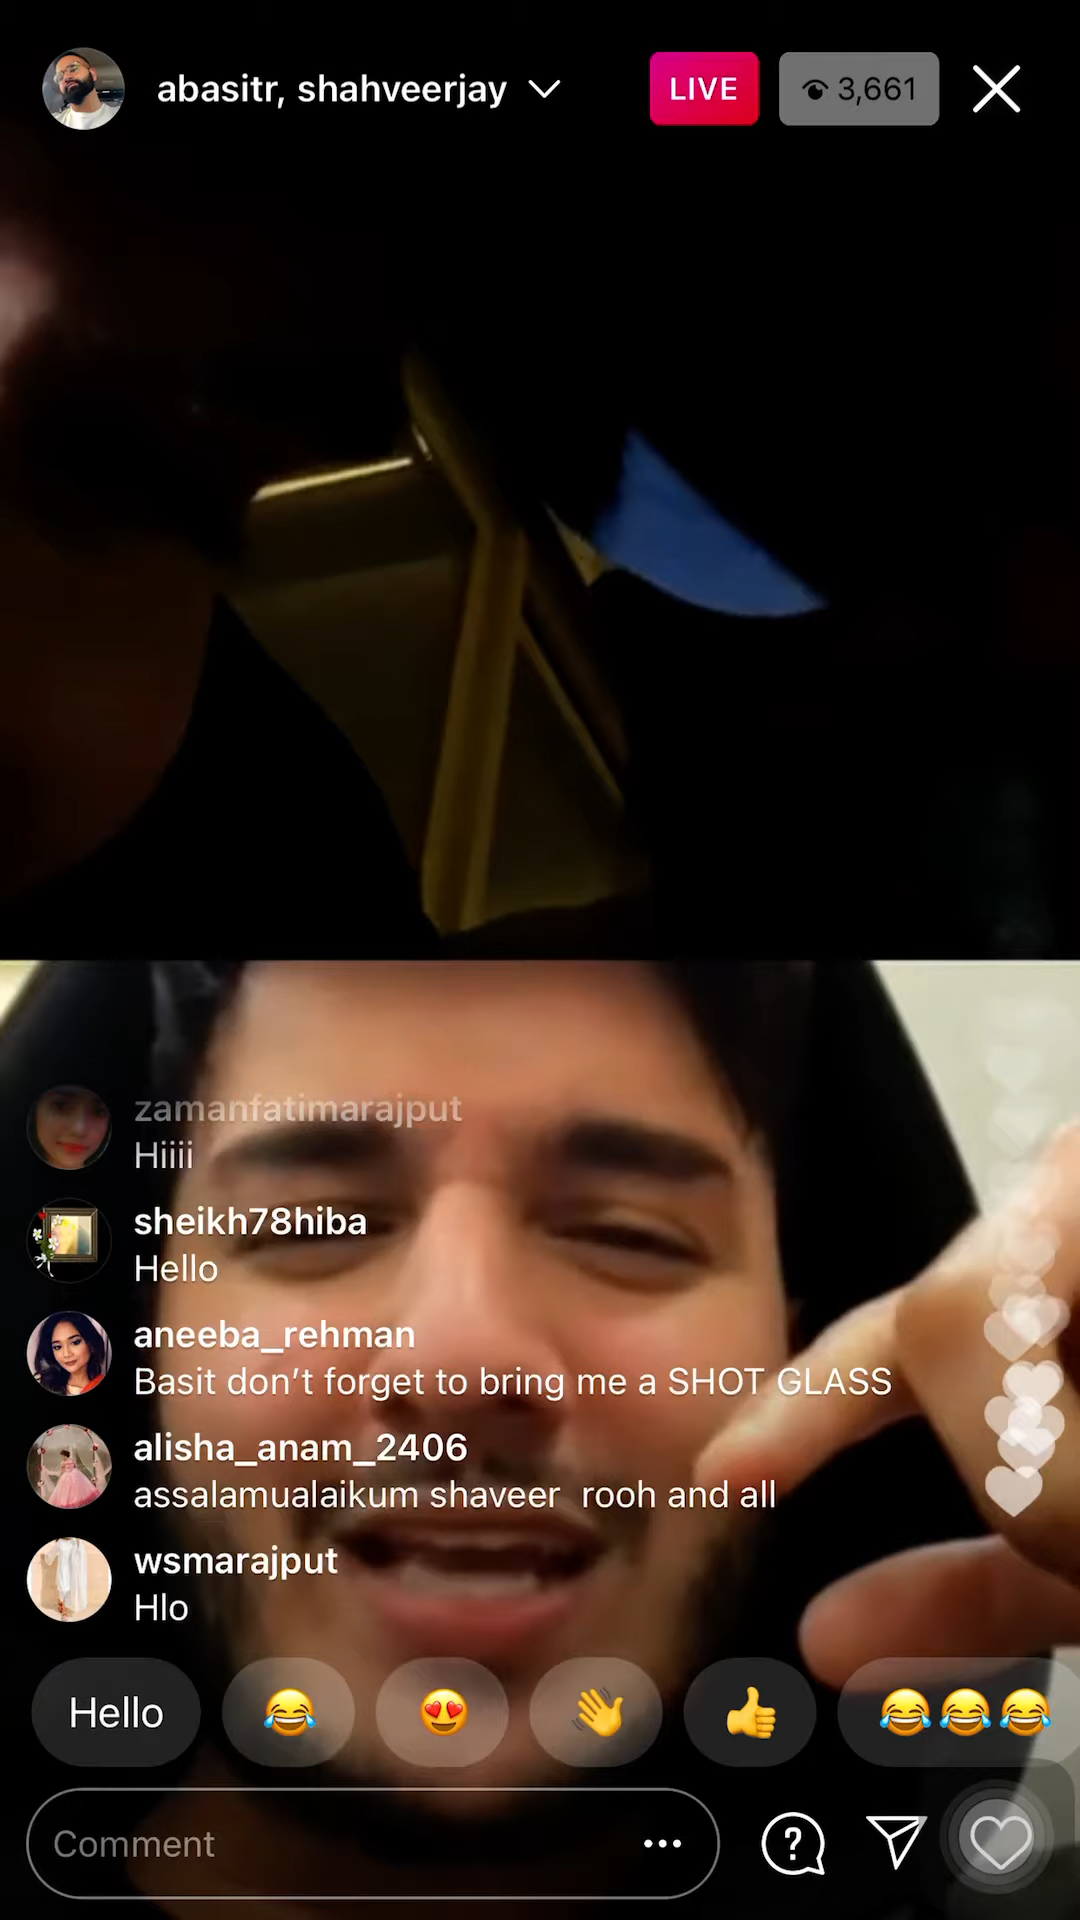 abasitr, shahveerjay
LIVE
3,661
zamanfatimarajput
Hiiii
sheikh78hiba
Hello
aneeba_rehman
Basit don’t forget to bring me a SHOT GLASS
alisha_anam_2406
assalamualaikum shaveer  rooh and all
wsmarajput
Hlo
Hello 😂 😍 👋 👍 😂😂😂
Comment